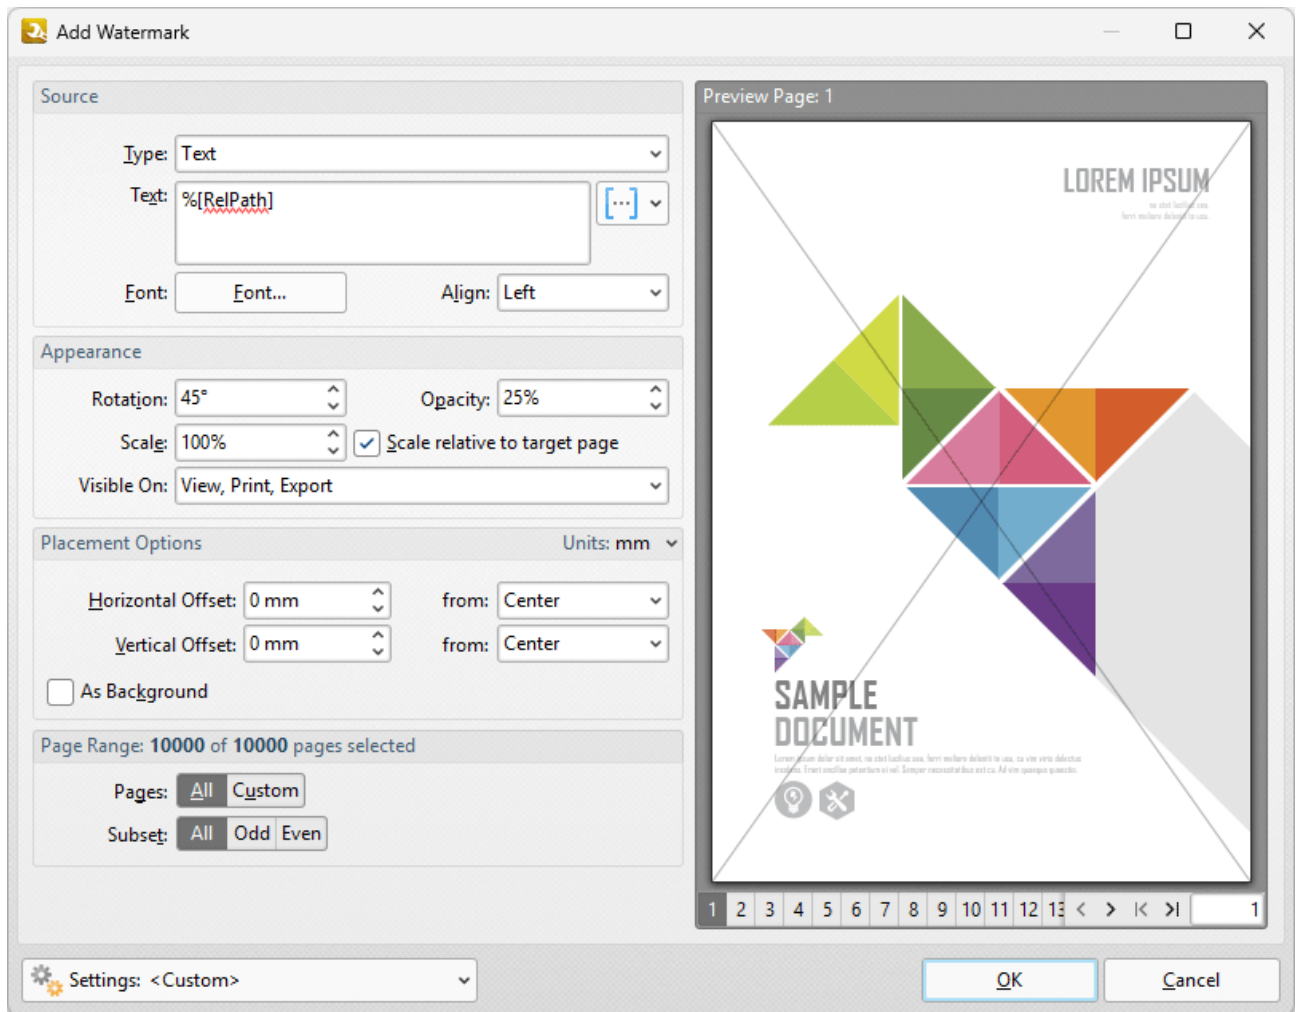 Add Watermark
Source
Type: Text
Text: %[RelPath]
Font: Font... Align: Left
Appearance
Rotation: 45° Opacity: 25%
Scale: 100% Scale relative to target page
Visible On: View, Print, Export
Placement Options Units: mm
Horizontal Offset: 0 mm from: Center
Vertical Offset: 0 mm from: Center
As Background
Page Range: 10000 of 10000 pages selected
Pages: All Custom
Subset: All Odd Even
Preview Page: 1
LOREM IPSUM
SAMPLE
DOCUMENT
1 2 3 4 5 6 7 8 9 10 11 12 13 1
Settings: <Custom>
OK Cancel